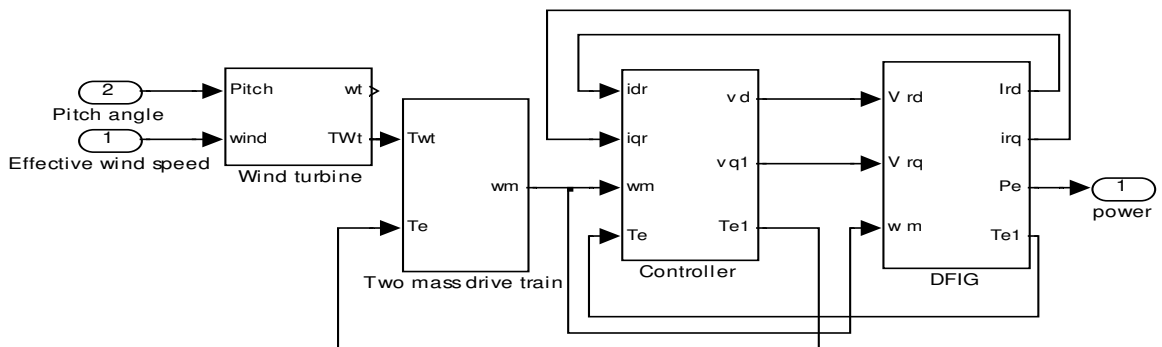 2
Pitch angle
1
Effective wind speed
Pitch
wt
wind
TWt
Wind turbine
Twt
wm
Te
Two mass drive train
idr
vd
iqr
vq1
wm
Te
Te1
Controller
V rd
Ird
V rq
irq
Pe
w m
Te1
DFIG
1
power